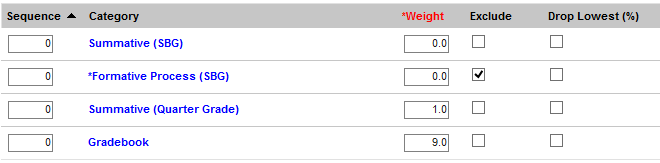 Sequence Category *Weight Exclude Drop Lowest (%)
0 Summative (SBG) 0.0
0 *Formative Process (SBG) 0.0
0 Summative (Quarter Grade) 1.0
0 Gradebook 9.0